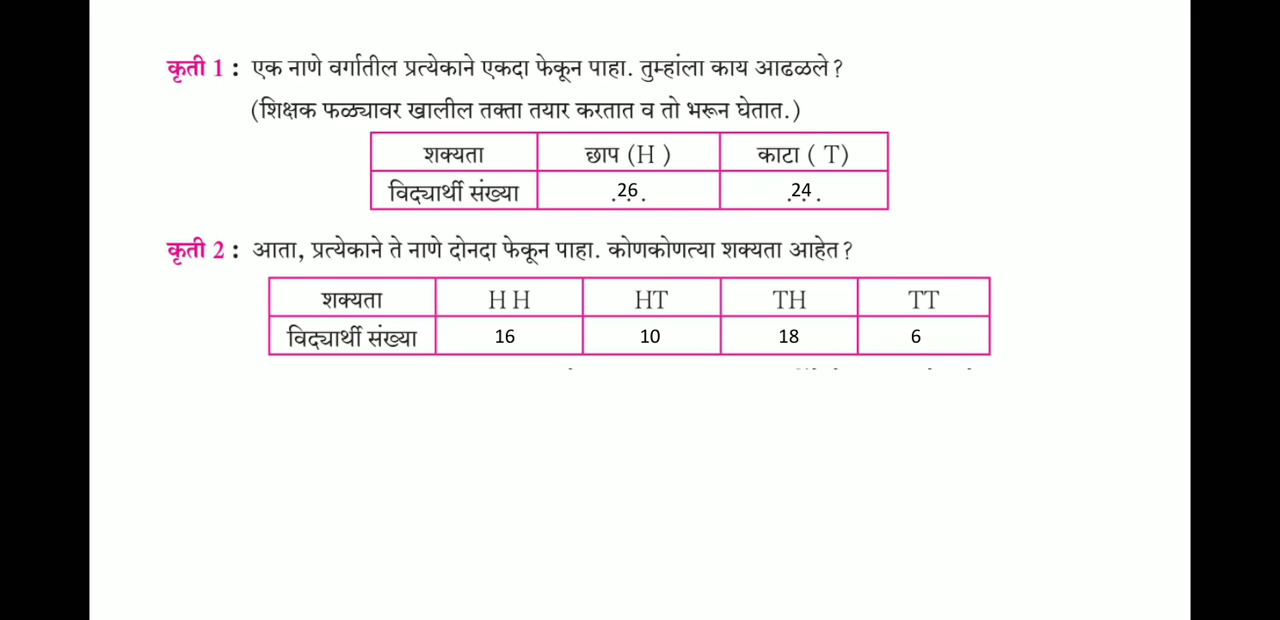 कृती 1 : एक नाणे वर्गातील प्रत्येकाने एकदा फेकून पाहा. तुम्हांला काय आढळले ?
(शिक्षक फळ्यावर खालील तक्ता तयार करतात व तो भरून घेतात.)
शक्यता छाप (H ) काटा ( T)
विद्यार्थी संख्या 26 24
कृती 2 : आता, प्रत्येकाने ते नाणे दोनदा फेकून पाहा. कोणकोणत्या शक्यता आहेत ?
शक्यता H H HT TH TT
विद्यार्थी संख्या 16 10 18 6